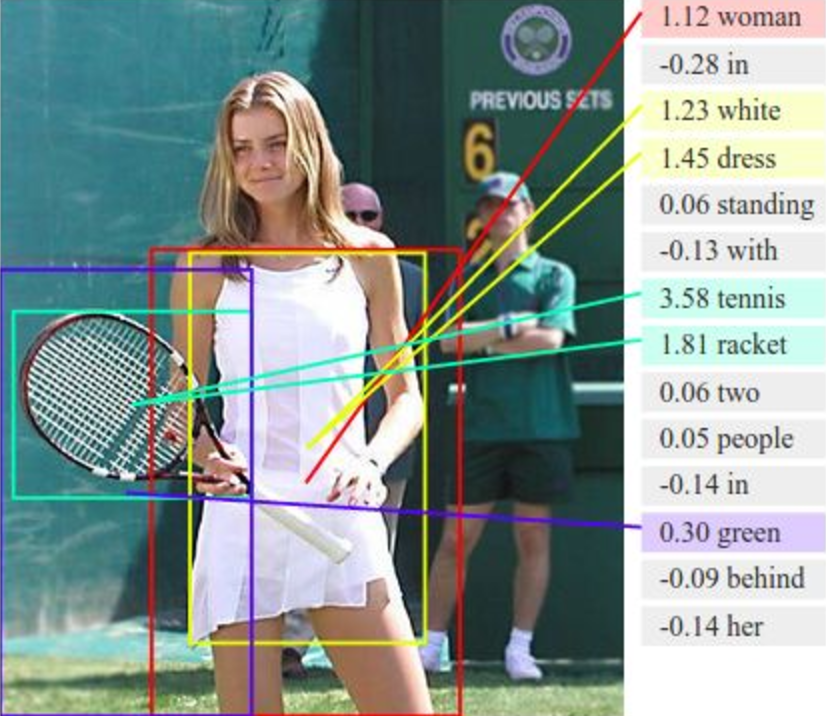 PREVIOUS SETS
6
1.12 woman
-0.28 in
1.23 white
1.45 dress
0.06 standing
-0.13 with
3.58 tennis
1.81 racket
0.06 two
0.05 people
-0.14 in
0.30 green
-0.09 behind
-0.14 her